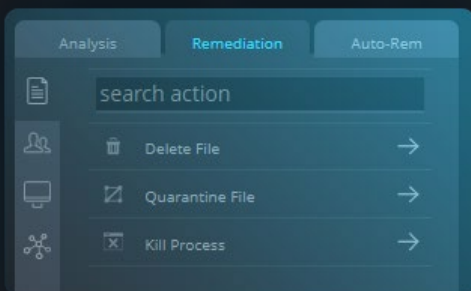 Analysis
Remediation
Auto-Rem
search action
Delete File
Quarantine File
Kill Process